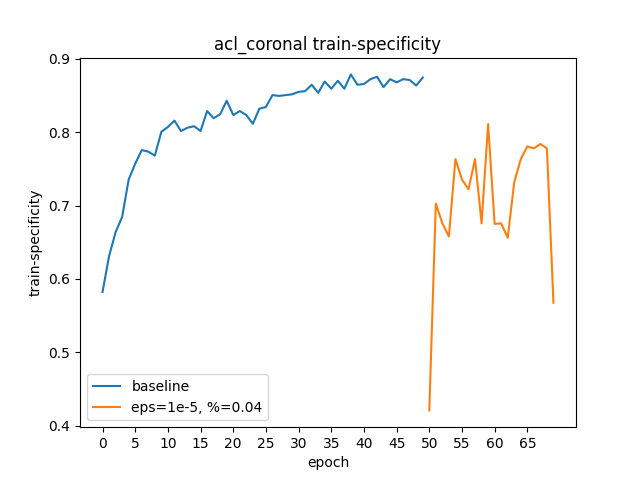 acl_coronal train-specificity
train-specificity
0.9
0.8
0.7
0.6
0.5
0.4
baseline
eps=1e-5, %=0.04
0 5 10 15 20 25 30 35 40 45 50 55 60 65
epoch